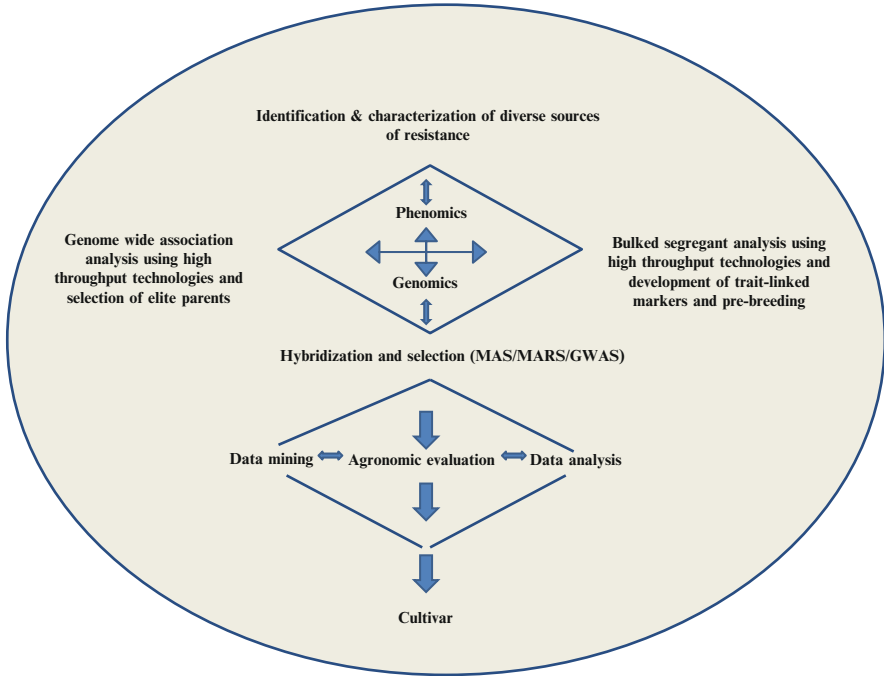 Identification & characterization of diverse sources
of resistance
Phenomics
Genomics
Genome wide association
analysis using high
throughput technologies and
selection of elite parents
Bulked segregant analysis using
high throughput technologies and
development of trait-linked
markers and pre-breeding
Hybridization and selection (MAS/MARS/GWAS)
Data mining
Agronomic evaluation
Data analysis
Cultivar